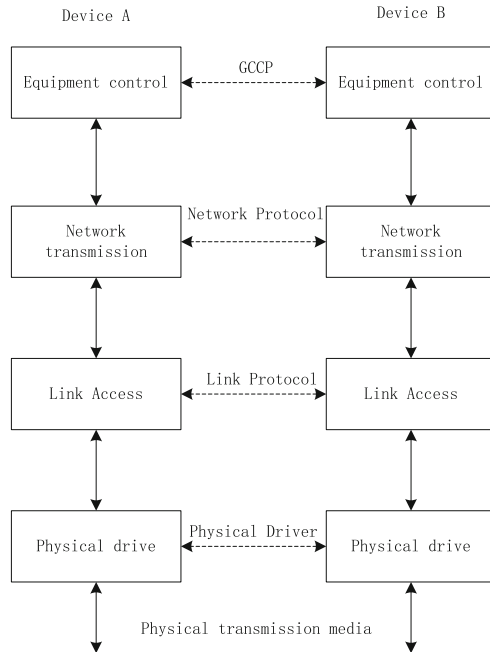 Device A
Device B
GCCP
Equipment control
Equipment control
Network Protocol
Network
transmission
Network
transmission
Link Protocol
Link Access
Link Access
Physical Driver
Physical drive
Physical drive
Physical transmission media